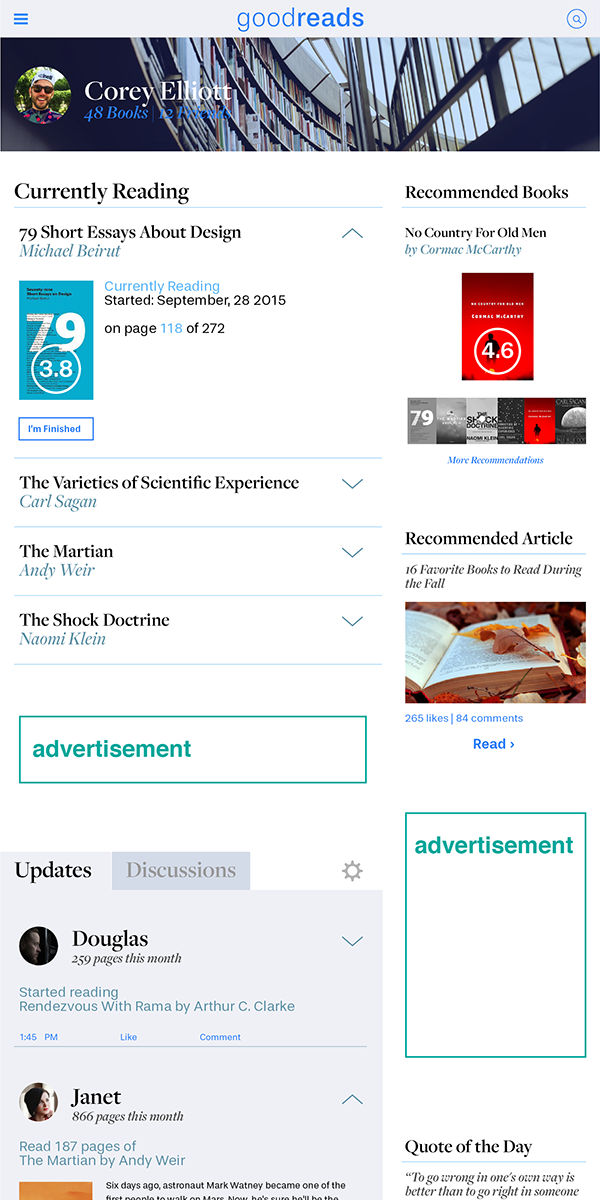 goodreads
Corey Elliott
48 Books | 12 Friends
Currently Reading
79 Short Essays About Design
Michael Beirut
Seventy-nine
Short Essays on Design
79
3.8
Currently Reading
Started: September, 28 2015
on page 118 of 272
I'm Finished
The Varieties of Scientific Experience
Carl Sagan
The Martian
Andy Weir
The Shock Doctrine
Naomi Klein
advertisement
Recommended Books
No Country For Old Men
by Cormac McCarthy
NO COUNTRY FOR OLD MEN
CORMAC MCCARTHY
4.6
79
THE MARTIAN
THE
SHOCK
DOCTRINE
NAOMI KLEIN
CARL SAGAN
CARL SAGAN
More Recommendations
Recommended Article
16 Favorite Books to Read During
the Fall
265 likes | 84 comments
Read ›
advertisement
Updates
Discussions
Douglas
259 pages this month
Started reading
Rendezvous With Rama by Arthur C. Clarke
1:45 PM Like Comment
Janet
866 pages this month
Read 187 pages of
The Martian by Andy Weir
Six days ago, astronaut Mark Watney became one of the
first people to walk on Mars. Now, he's sure he'll be the
Quote of the Day
“To go wrong in one's own way is
better than to go right in someone